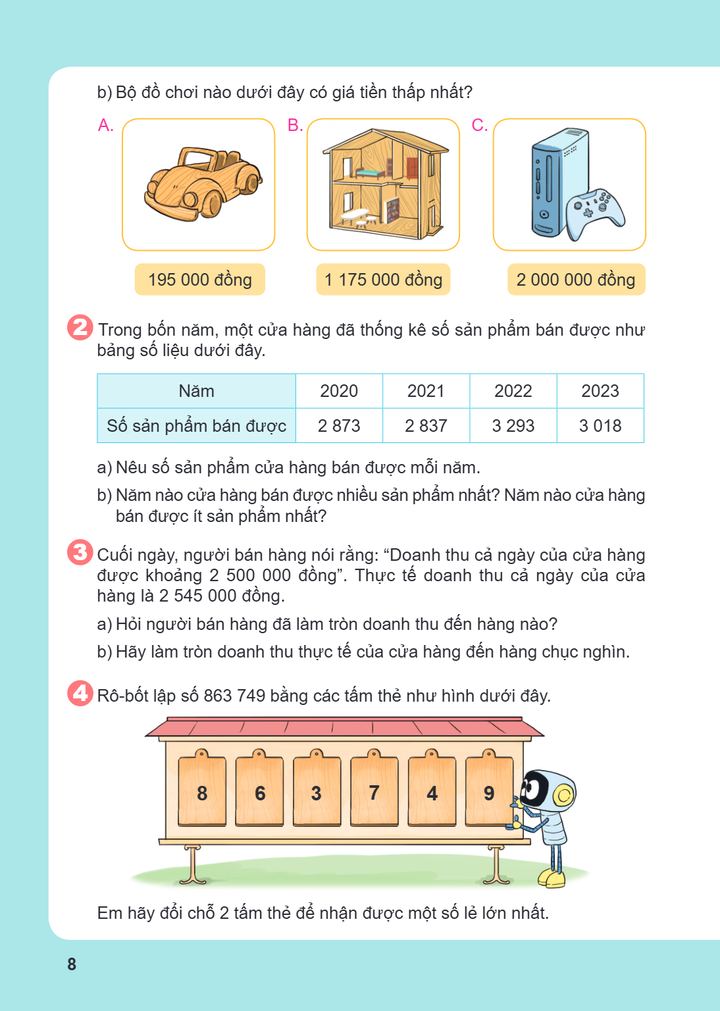 b) Bộ đồ chơi nào dưới đây có giá tiền thấp nhất?
A.
B.
C.
195 000 đồng
1 175 000 đồng
2 000 000 đồng
2 Trong bốn năm, một cửa hàng đã thống kê số sản phẩm bán được như
bảng số liệu dưới đây.
Năm 2020 2021 2022 2023
Số sản phẩm bán được 2 873 2 837 3 293 3 018
a) Nêu số sản phẩm cửa hàng bán được mỗi năm.
b) Năm nào cửa hàng bán được nhiều sản phẩm nhất? Năm nào cửa hàng
bán được ít sản phẩm nhất?
3 Cuối ngày, người bán hàng nói rằng: “Doanh thu cả ngày của cửa hàng
được khoảng 2 500 000 đồng”. Thực tế doanh thu cả ngày của cửa
hàng là 2 545 000 đồng.
a) Hỏi người bán hàng đã làm tròn doanh thu đến hàng nào?
b) Hãy làm tròn doanh thu thực tế của cửa hàng đến hàng chục nghìn.
4 Rô-bốt lập số 863 749 bằng các tấm thẻ như hình dưới đây.
8 6 3 7 4 9
Em hãy đổi chỗ 2 tấm thẻ để nhận được một số lẻ lớn nhất.
8